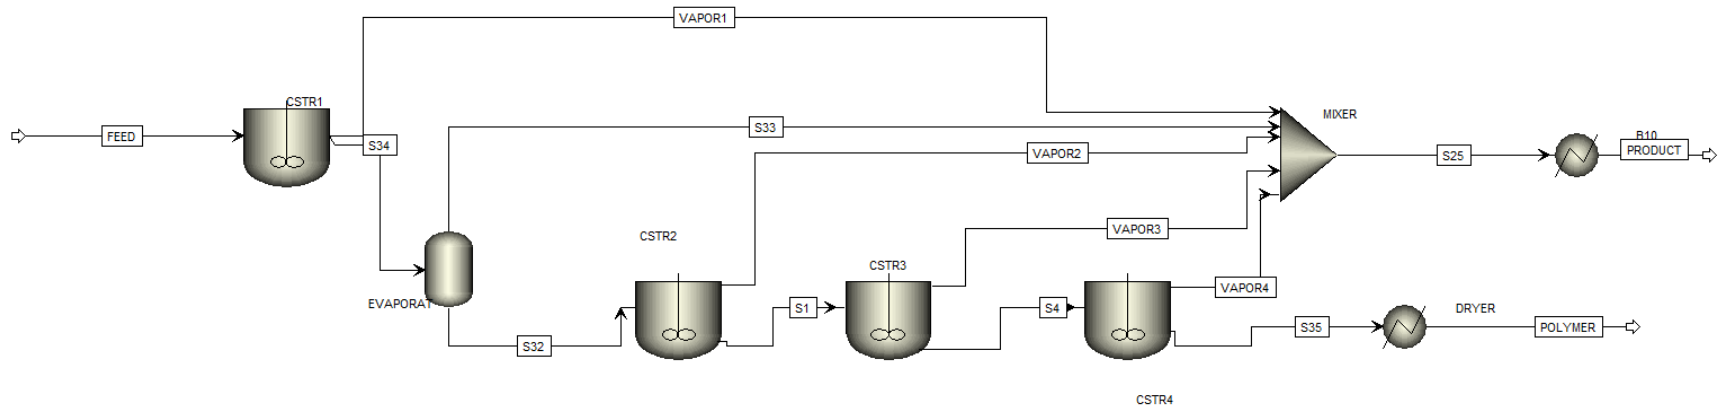 VAPOR1
CSTR1
MIXER
FEED
S33
B10
S34
VAPOR2
S25
PRODUCT
CSTR2
VAPOR3
CSTR3
EVAPORAT
VAPOR4
S1
S4
DRYER
S32
S35
POLYMER
CSTR4